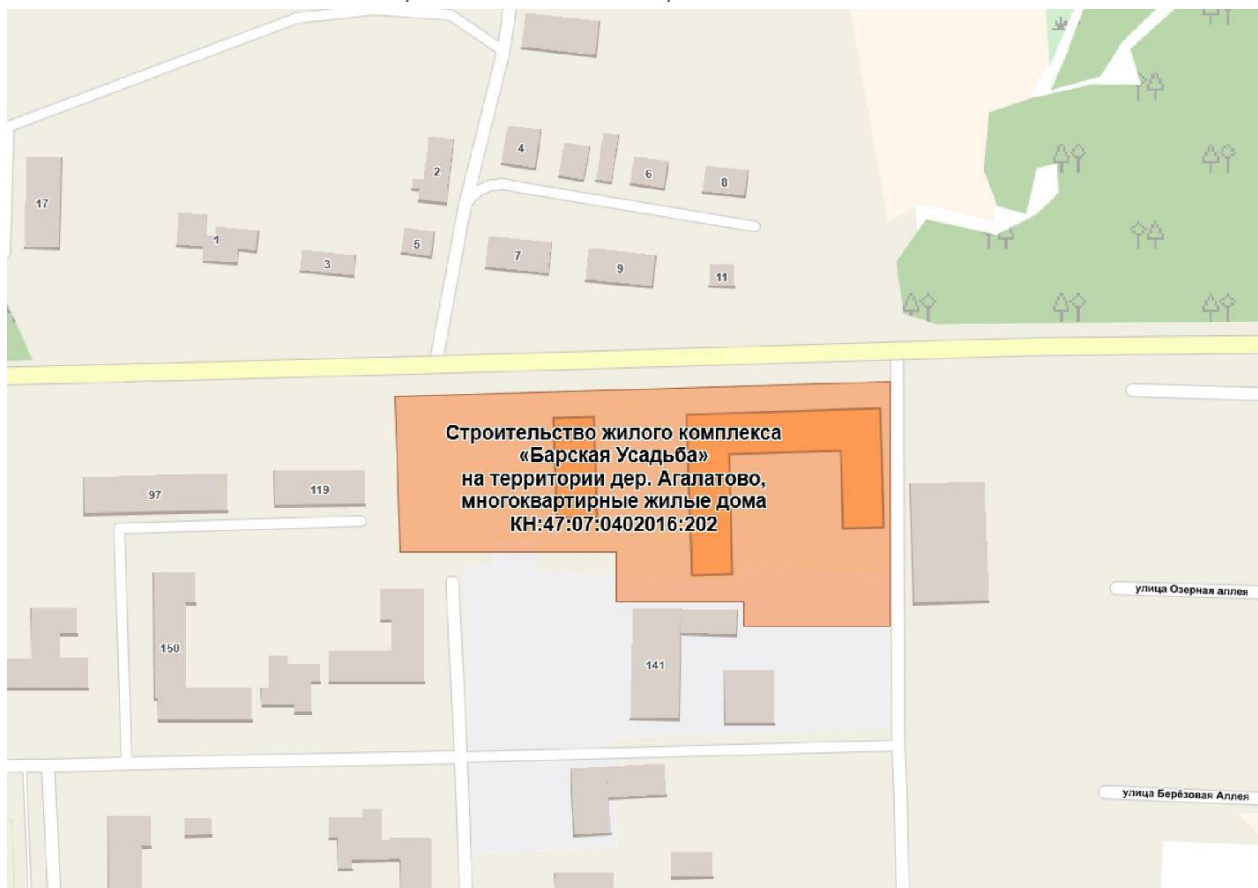 4
2
6
8
17
1
5
3
7
9
11
Строительство жилого комплекса
«Барская Усадьба»
на территории дер. Агалатово,
многоквартирные жилые дома
КН:47:07:0402016:202
97
119
улица Озерная аллея
150
141
улица Берёзовая Аллея